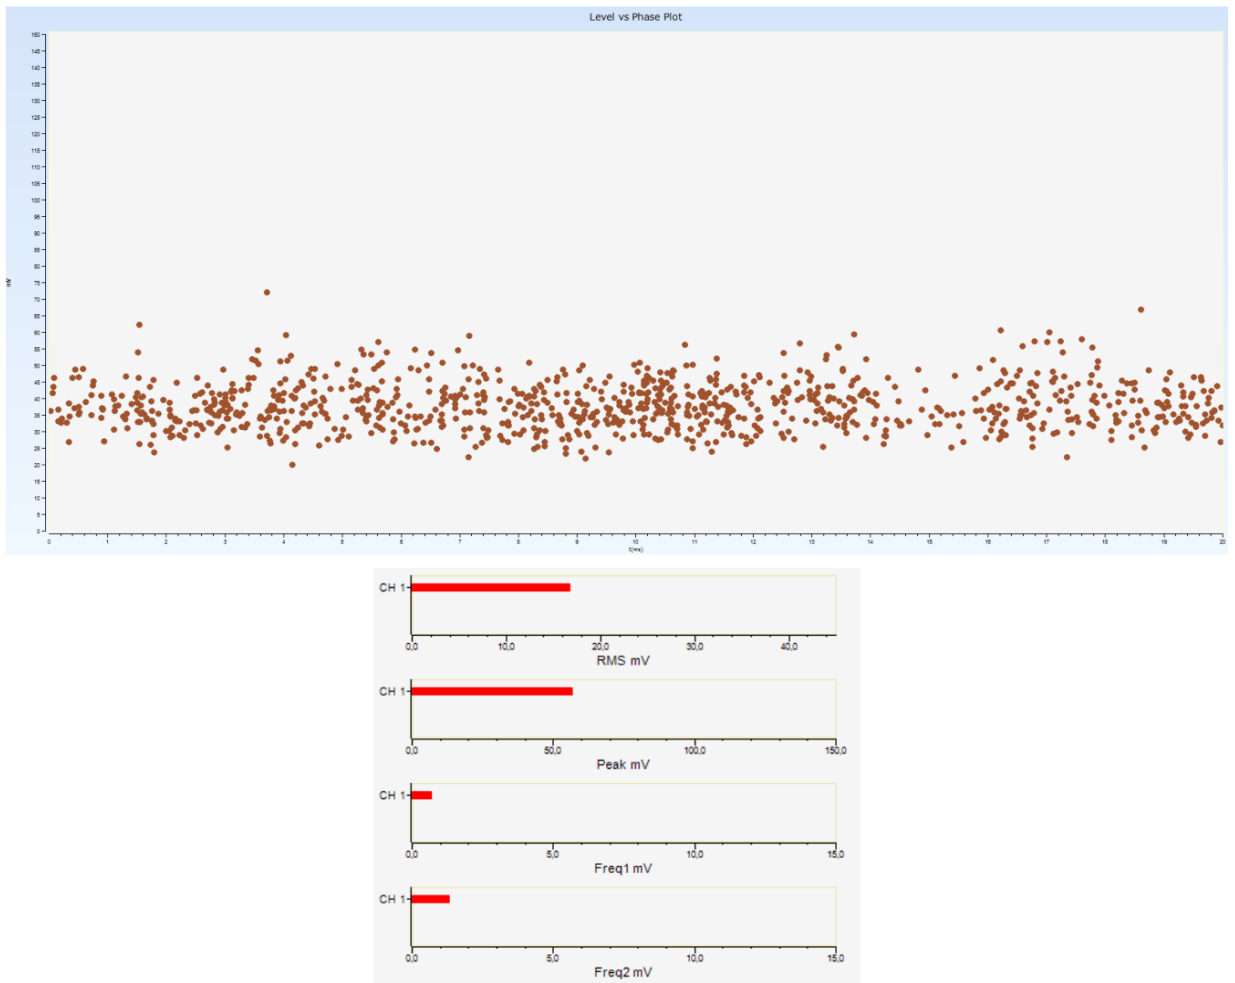 Level vs Phase Plot
150
145
140
135
130
125
120
115
110
105
100
95
90
85
80
75
70
65
60
55
50
45
40
35
30
25
20
15
10
5
0
mV
0 1 2 3 4 5 6 7 8 9 10 11 12 13 14 15 16 17 18 19 20
t(ms)
CH 1
0,0 10,0 20,0 30,0 40,0
RMS mV
CH 1
0,0 50,0 100,0 150,0
Peak mV
CH 1
0,0 5,0 10,0 15,0
Freq1 mV
CH 1
0,0 5,0 10,0 15,0
Freq2 mV